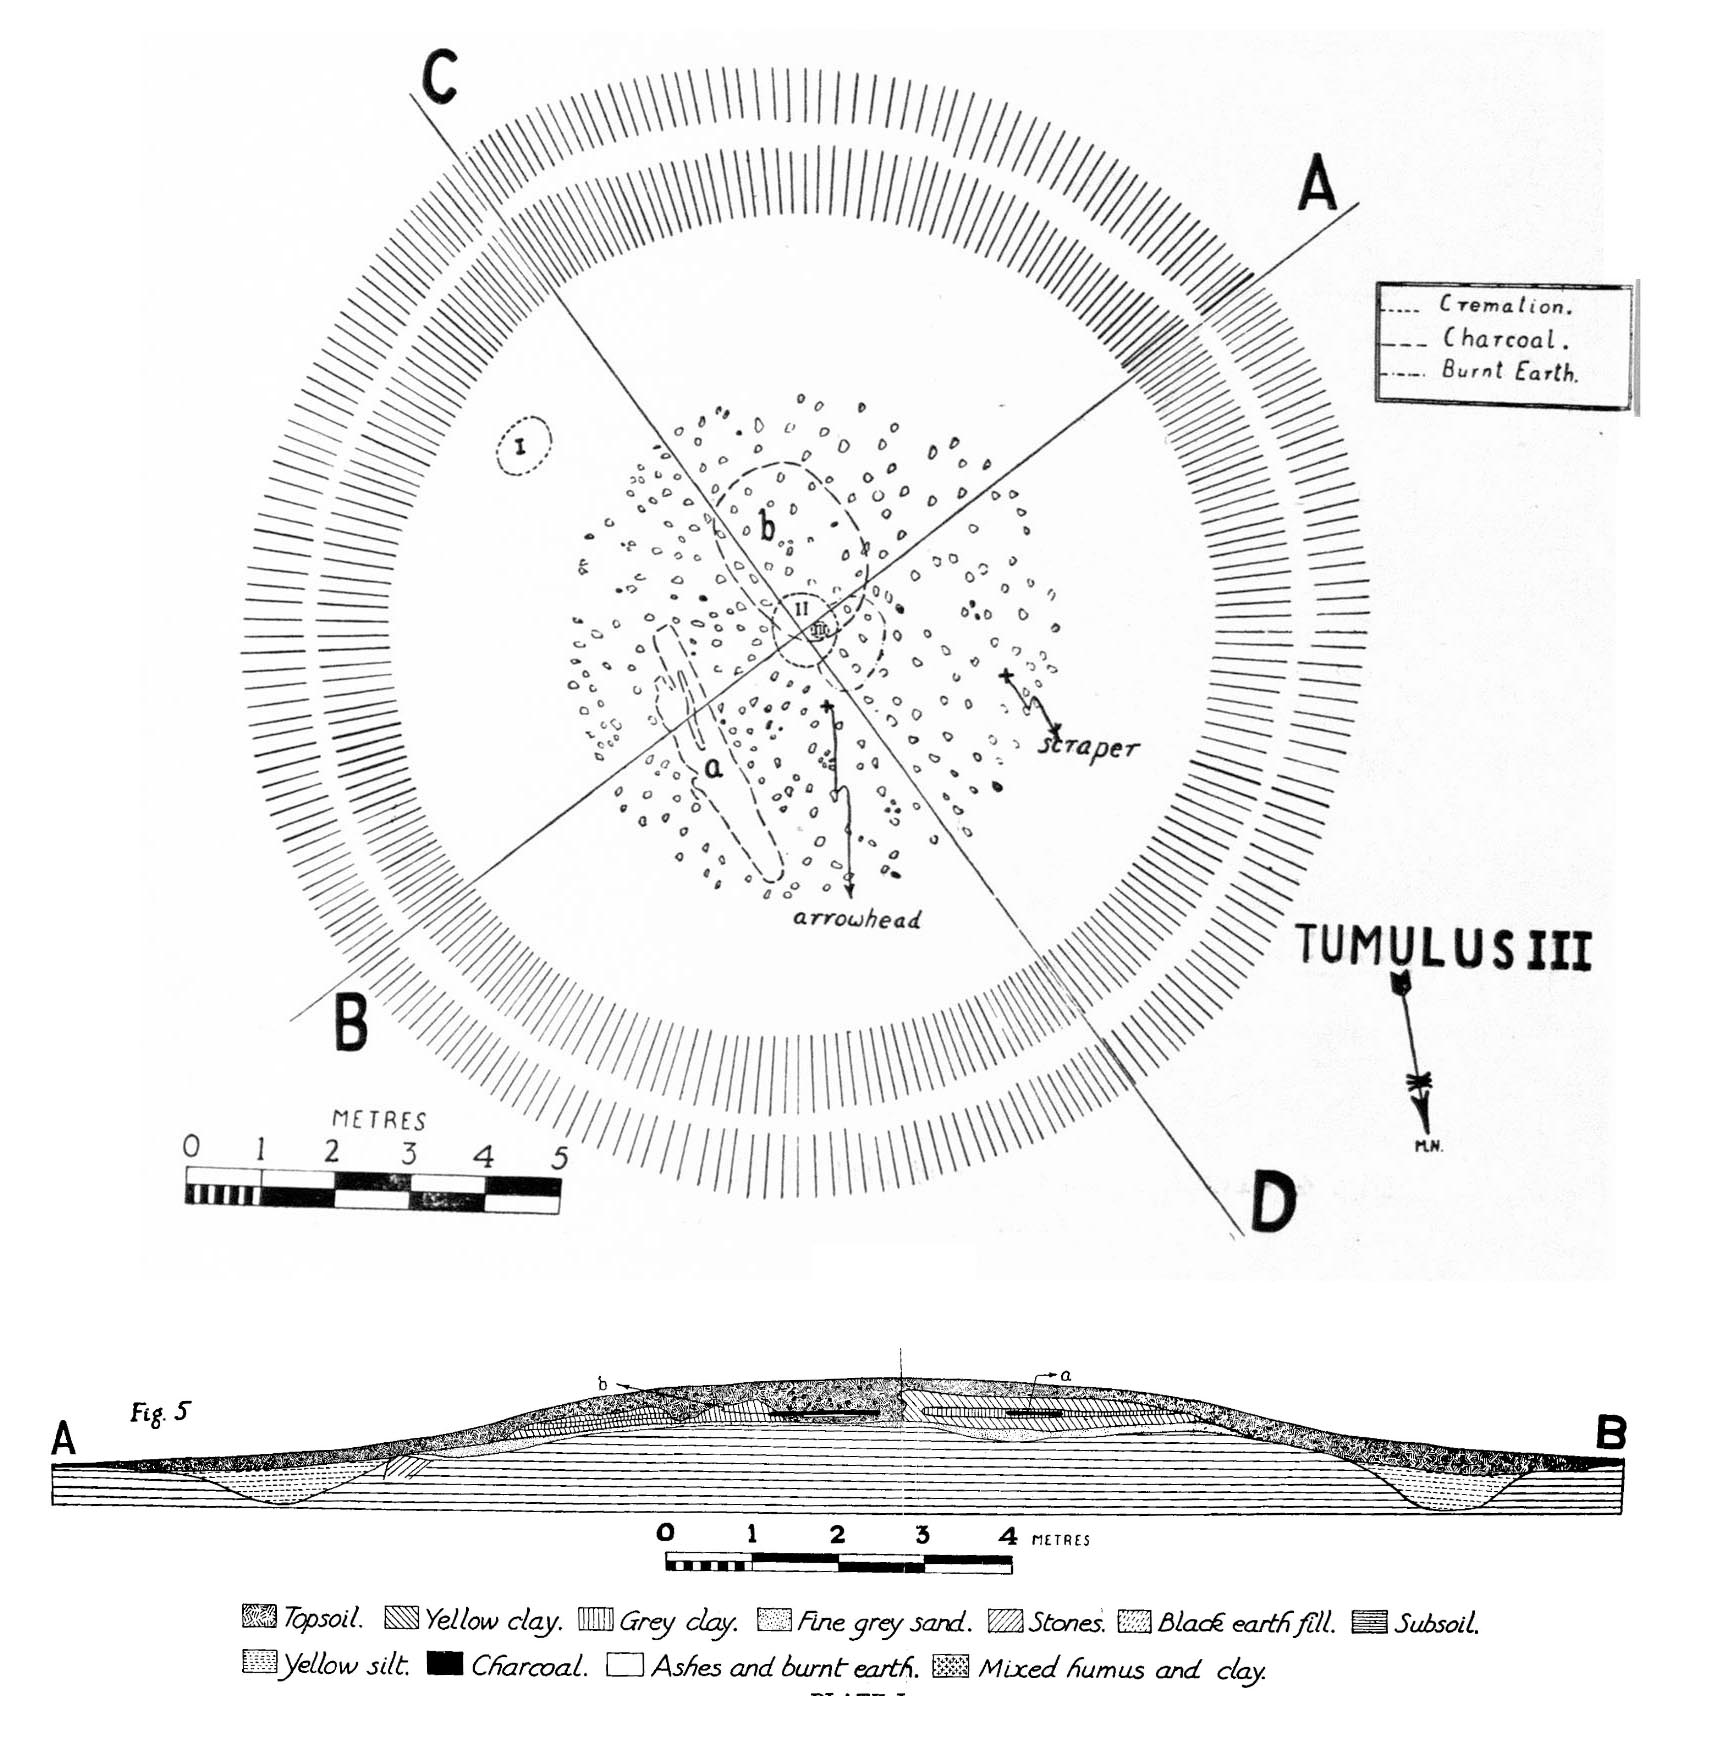 C
A
Cremation.
Charcoal.
Burnt Earth.
I
b
II
III
scraper
a
arrowhead
TUMULUS III
B
METRES
0 1 2 3 4 5
M.N.
D
b
a
Fig. 5
A
B
0 1 2 3 4 METRES
Topsoil. Yellow clay. Grey clay. Fine grey sand. Stones. Black earth fill. Subsoil.
Yellow silt. Charcoal. Ashes and burnt earth. Mixed humus and clay.